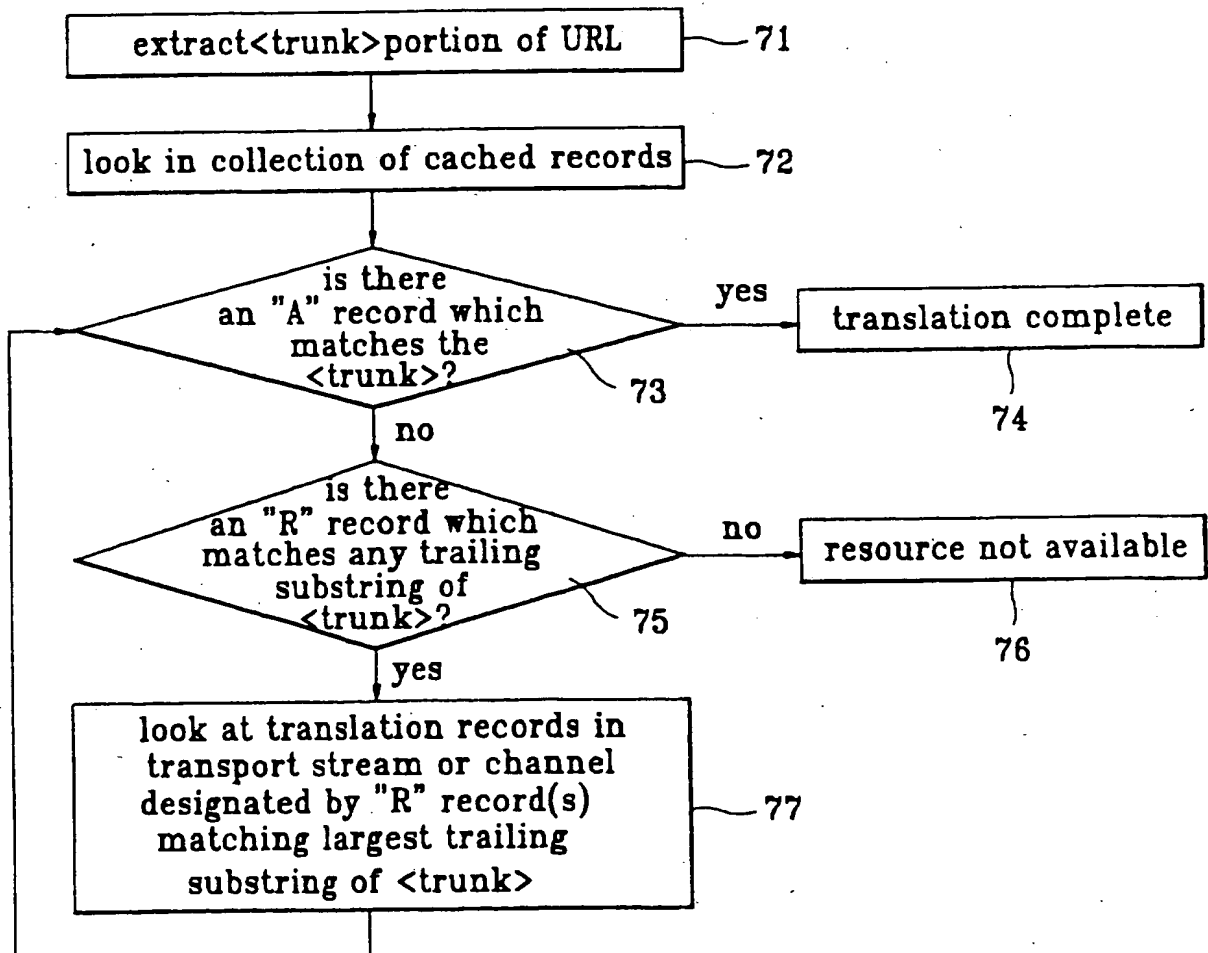 extract<trunk>portion of URL
71
look in collection of cached records
72
is there
an "A" record which
matches the
<trunk>?
73
yes
translation complete
74
no
is there
an "R" record which
matches any trailing
substring of
<trunk>?
75
no
resource not available
76
yes
look at translation records in
transport stream or channel
designated by "R" record(s)
matching largest trailing
substring of <trunk>
77